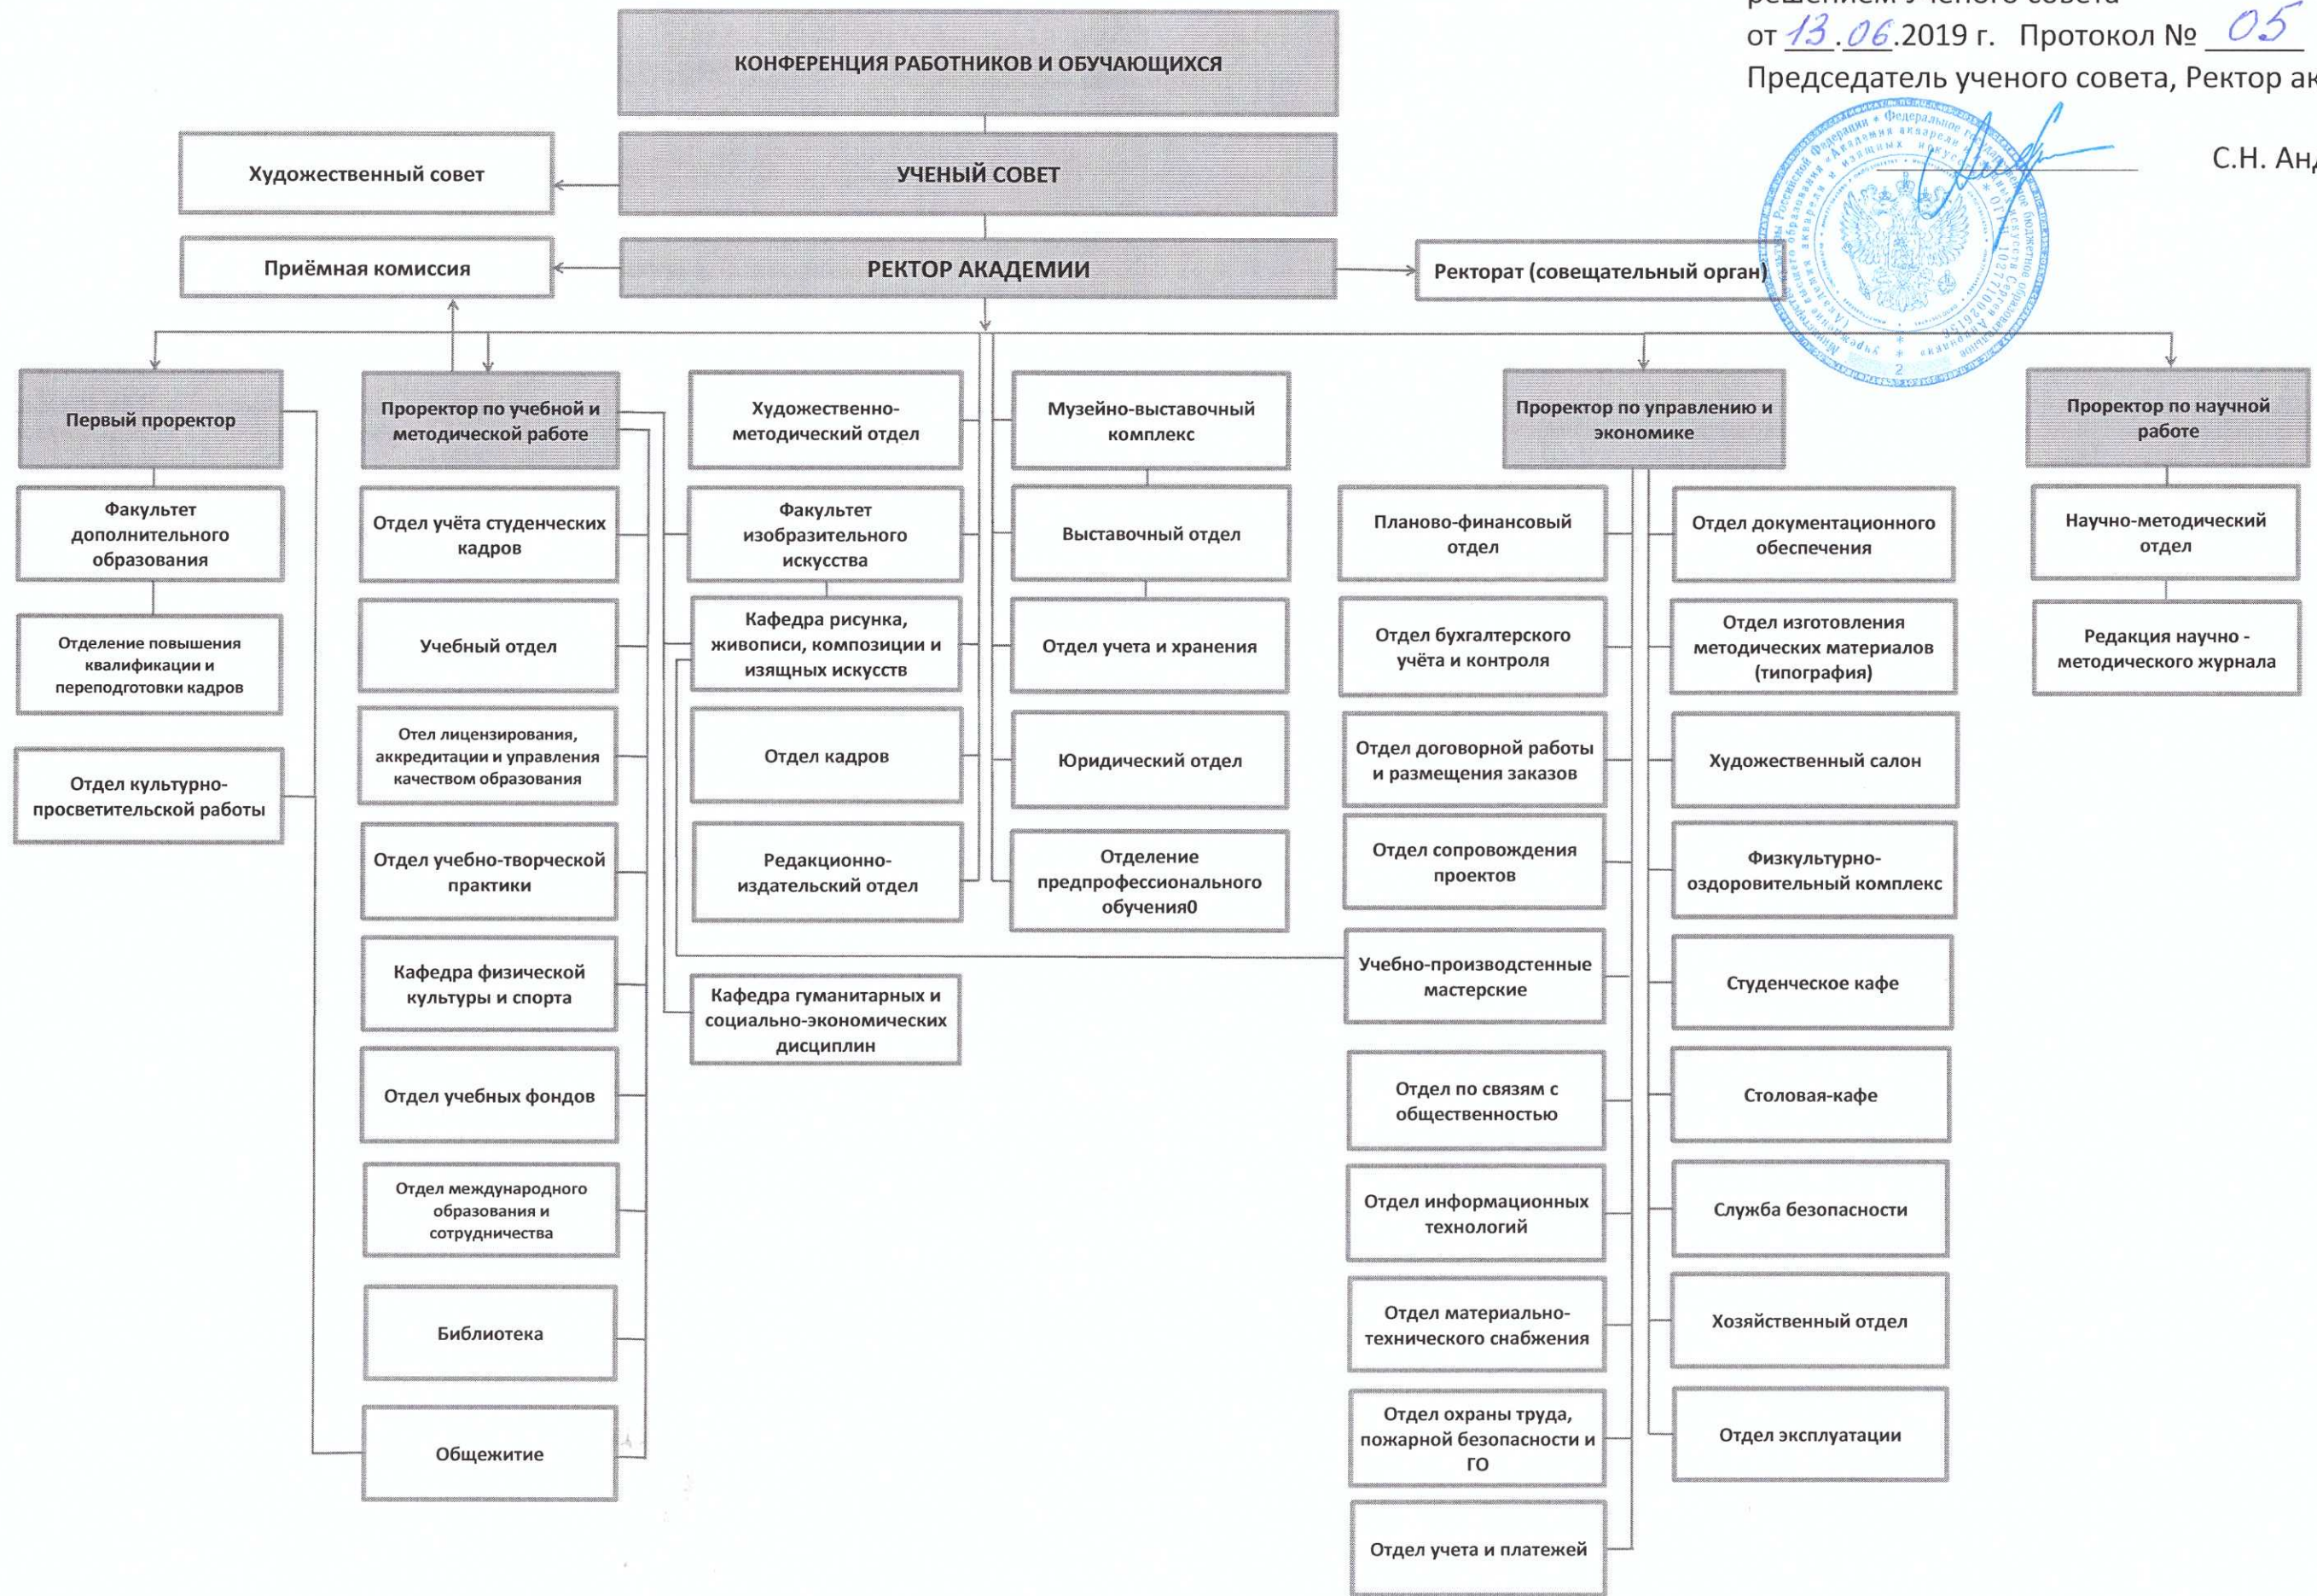 решением Ученого совета
от 13.06.2019 г. Протокол № 05
Председатель ученого совета, Ректор ак
С.Н. Анд
КОНФЕРЕНЦИЯ РАБОТНИКОВ И ОБУЧАЮЩИХСЯ
Художественный совет
УЧЕНЫЙ СОВЕТ
Приёмная комиссия
РЕКТОР АКАДЕМИИ
Ректорат (совещательный орган)
Первый проректор
Факультет
дополнительного
образования
Отделение повышения
квалификации и
переподготовки кадров
Отдел культурно-
просветительской работы
Проректор по учебной и
методической работе
Отдел учёта студенческих
кадров
Учебный отдел
Отел лицензирования,
аккредитации и управления
качеством образования
Отдел учебно-творческой
практики
Кафедра физической
культуры и спорта
Отдел учебных фондов
Отдел международного
образования и
сотрудничества
Библиотека
Общежитие
Художественно-
методический отдел
Факультет
изобразительного
искусства
Кафедра рисунка,
живописи, композиции и
изящных искусств
Отдел кадров
Редакционно-
издательский отдел
Кафедра гуманитарных и
социально-экономических
дисциплин
Музейно-выставочный
комплекс
Выставочный отдел
Отдел учета и хранения
Юридический отдел
Отделение
предпрофессионального
обучения0
Проректор по управлению и
экономике
Планово-финансовый
отдел
Отдел бухгалтерского
учёта и контроля
Отдел договорной работы
и размещения заказов
Отдел сопровождения
проектов
Учебно-производстенные
мастерские
Отдел по связям с
общественностью
Отдел информационных
технологий
Отдел материально-
технического снабжения
Отдел охраны труда,
пожарной безопасности и
ГО
Отдел учета и платежей
Отдел документационного
обеспечения
Отдел изготовления
методических материалов
(типография)
Художественный салон
Физкультурно-
оздоровительный комплекс
Студенческое кафе
Столовая-кафе
Служба безопасности
Хозяйственный отдел
Отдел эксплуатации
Проректор по научной
работе
Научно-методический
отдел
Редакция научно -
методического журнала